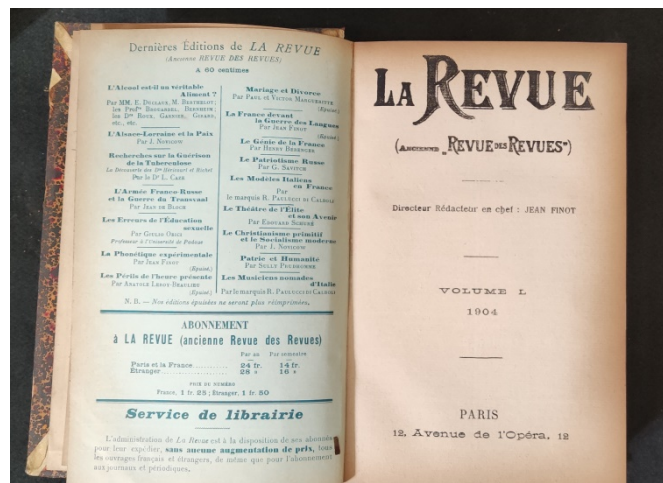 Dernières Éditions de LA REVUE
(Ancienne REVUE DES REVUES)
A 60 centimes
L'Alcool est-il un véritable
Aliment ?
Par MM. E. Duclaux, M. Berthelot;
les Profrs Brouardel, Bernheim;
les Drs Roux, Garnier, Girard,
etc., etc.
L'Alsace-Lorraine et la Paix
Par J. Novicow
Recherches sur la Guérison
de la Tuberculose
La Découverte des Drs Héricourt et Richet
Par le Dr L. Caze
L'Armée Franco-Russe
et la Guerre du Transvaal
Par Jean de Bloch
Les Erreurs de l'Éducation
sexuelle
Par Giulio Obici
Professeur à l'Université de Padoue
La Phonétique expérimentale
Par Jean Finot
(Épuisé.)
Les Périls de l'heure présente
Par Anatole Leroy-Beaulieu
(Épuisé.)
Mariage et Divorce
Par Paul et Victor Margueritte
(Épuisé)
La France devant
la Guerre des Langues
Par Jean Finot
(Épuisé)
Le Génie de la France
Par Henry Bérenger
Le Patriotisme Russe
Par G. Savitch
Les Modèles Italiens
en France
Par
le marquis R. Paulucci di Calboli
Le Théâtre de l'Élite
et son Avenir
Par Edouard Schuré
Le Christianisme primitif
et le Socialisme moderne
Par J. Novicow
Patrie et Humanité
Par Sully Prudhomme
Les Musiciens nomades
d'Italie
Par le marquis R. Paulucci di Calboli
N. B. — Nos éditions épuisées ne seront plus réimprimées.
ABONNEMENT
à LA REVUE (ancienne Revue des Revues)
Par an Par semestre
Paris et la France 24 fr. 14 fr.
Étranger 28 » 16 »
PRIX DU NUMÉRO
France, 1 fr. 25 ; Étranger, 1 fr. 50
Service de librairie
L'administration de La Revue est à la disposition de ses abonnés
pour leur expédier, sans aucune augmentation de prix, tous
les ouvrages français et étrangers, de même que pour l'abonnement
aux journaux et périodiques.
LA REVUE
(ANCIENNE „REVUE DES REVUES")
Directeur Rédacteur en chef : JEAN FINOT
VOLUME L
1904
PARIS
12, Avenue de l'Opéra, 12